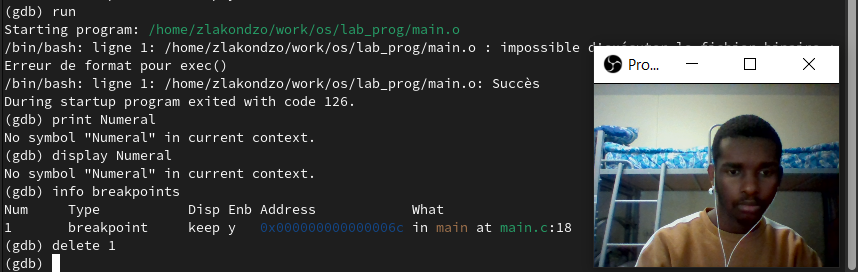 (gdb) run
Starting program: /home/zlakondzo/work/os/lab_prog/main.o
/bin/bash: ligne 1: /home/zlakondzo/work/os/lab_prog/main.o : impossible
Erreur de format pour exec()
/bin/bash: ligne 1: /home/zlakondzo/work/os/lab_prog/main.o: Succès
During startup program exited with code 126.
(gdb) print Numeral
No symbol "Numeral" in current context.
(gdb) display Numeral
No symbol "Numeral" in current context.
(gdb) info breakpoints
Num Type Disp Enb Address What
1 breakpoint keep y 0x000000000000006c in main at main.c:18
(gdb) delete 1
(gdb)
Pro...